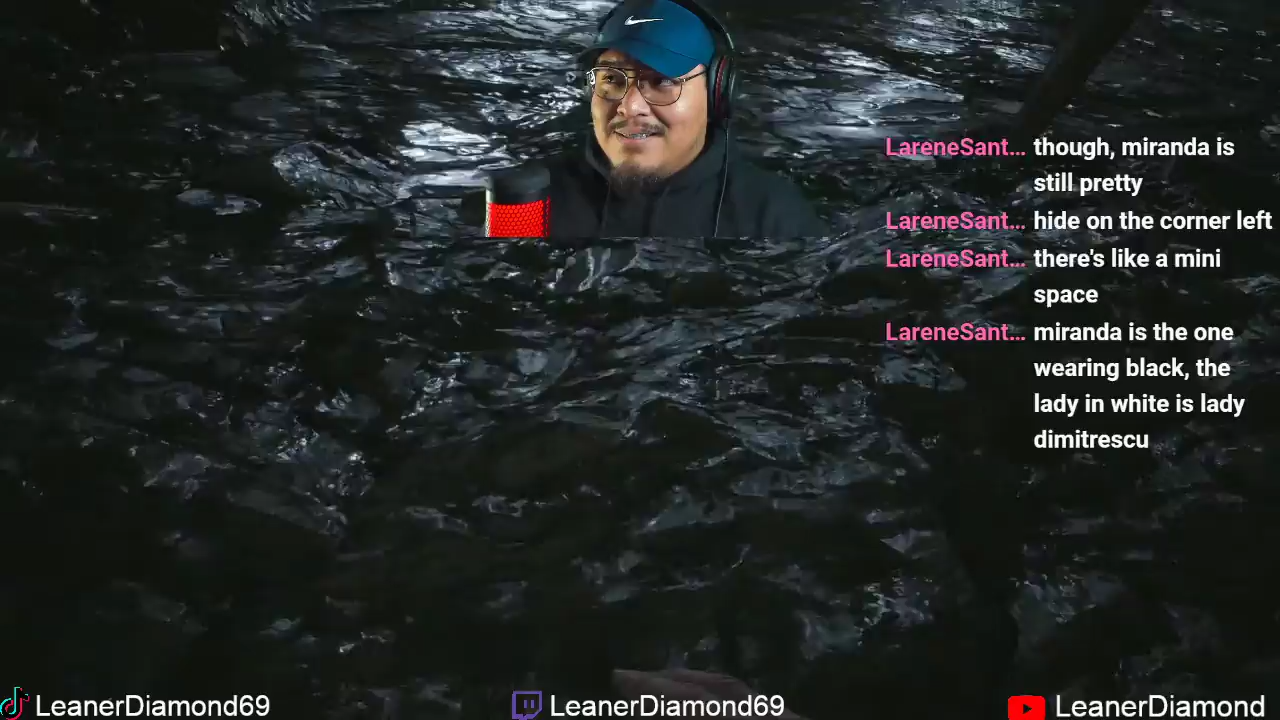 LareneSant... though, miranda is
still pretty
LareneSant... hide on the corner left
LareneSant... there's like a mini
space
LareneSant... miranda is the one
wearing black, the
lady in white is lady
dimitrescu
LeanerDiamond69 LeanerDiamond69 LeanerDiamond